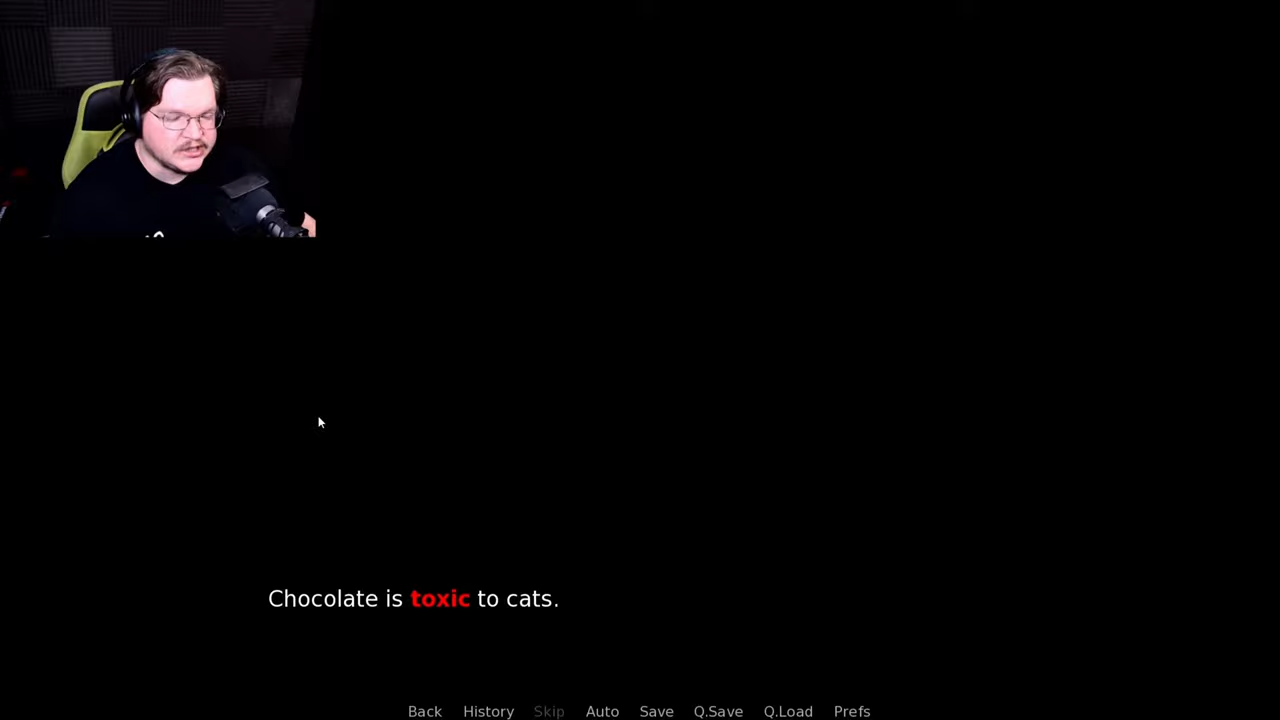 Chocolate is toxic to cats.
Back History Skip Auto Save Q.Save Q.Load Prefs